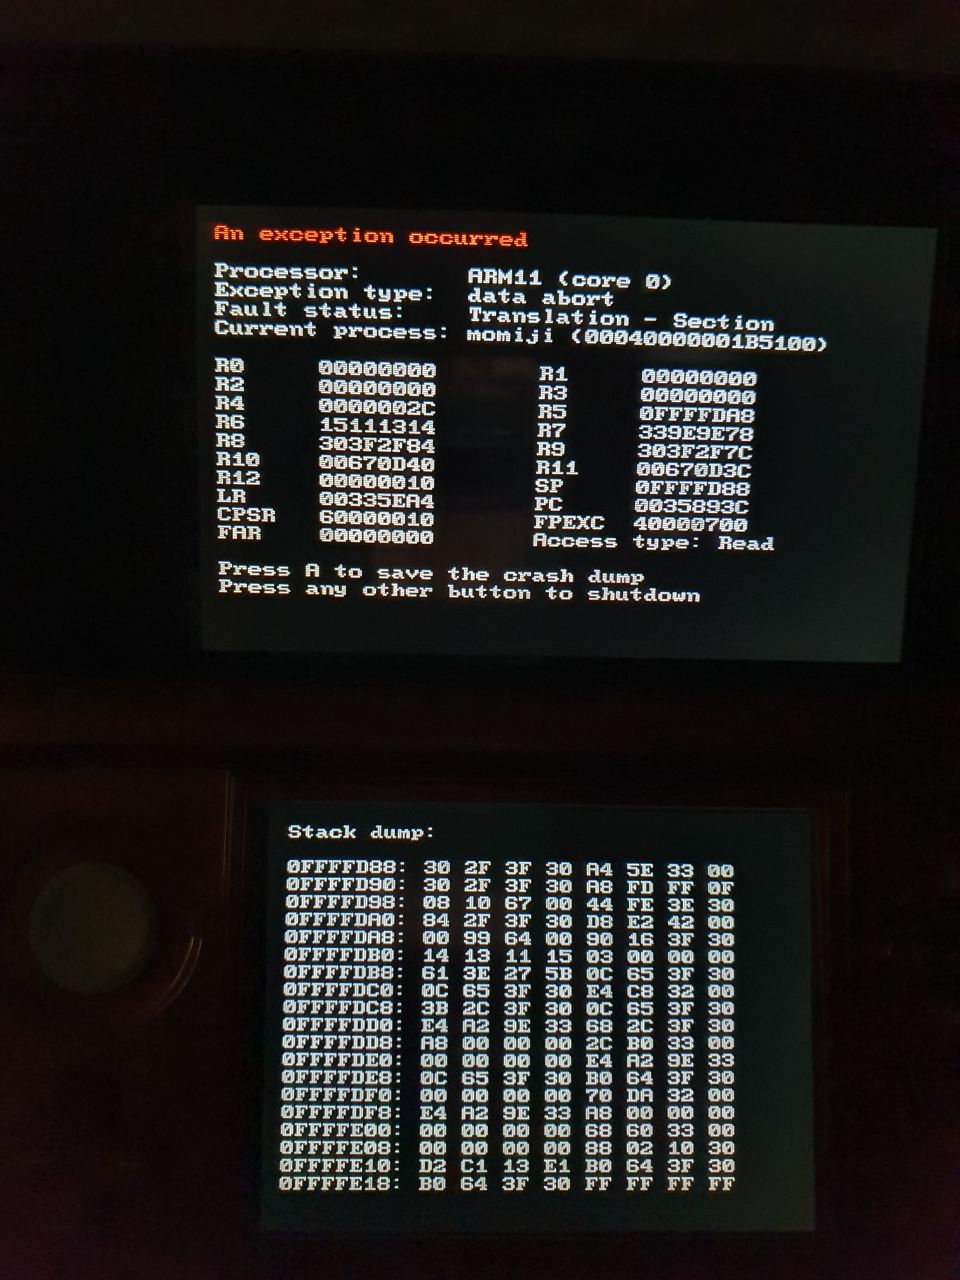 An exception occurred
Processor: ARM11 (core 0)
Exception type: data abort
Fault status: Translation - Section
Current process: momiji (00040000001B5100)
R0 00000000 R1 00000000
R2 00000000 R3 00000000
R4 0000002C R5 0FFFFDA8
R6 15111314 R7 339E9E78
R8 303F2F84 R9 303F2F7C
R10 00670D40 R11 00670D3C
R12 00000010 SP 0FFFFD88
LR 00335EA4 PC 0035893C
CPSR 60000010 FPEXC 40000700
FAR 00000000 Access type: Read
Press A to save the crash dump
Press any other button to shutdown
Stack dump:
0FFFFD88: 30 2F 3F 30 A4 5E 33 00
0FFFFD90: 30 2F 3F 30 A8 FD FF 0F
0FFFFD98: 08 10 67 00 44 FE 3E 30
0FFFFDA0: 84 2F 3F 30 D8 E2 42 00
0FFFFDA8: 00 99 64 00 90 16 3F 30
0FFFFDB0: 14 13 11 15 03 00 00 00
0FFFFDB8: 61 3E 27 5B 0C 65 3F 30
0FFFFDC0: 0C 65 3F 30 E4 C8 32 00
0FFFFDC8: 3B 2C 3F 30 0C 65 3F 30
0FFFFDD0: E4 A2 9E 33 68 2C 3F 30
0FFFFDD8: A8 00 00 00 2C B0 33 00
0FFFFDE0: 00 00 00 00 E4 A2 9E 33
0FFFFDE8: 0C 65 3F 30 B0 64 3F 30
0FFFFDF0: 00 00 00 00 70 DA 32 00
0FFFFDF8: E4 A2 9E 33 A8 00 00 00
0FFFFE00: 00 00 00 00 68 60 33 00
0FFFFE08: 00 00 00 00 88 02 10 30
0FFFFE10: D2 C1 13 E1 B0 64 3F 30
0FFFFE18: B0 64 3F 30 FF FF FF FF